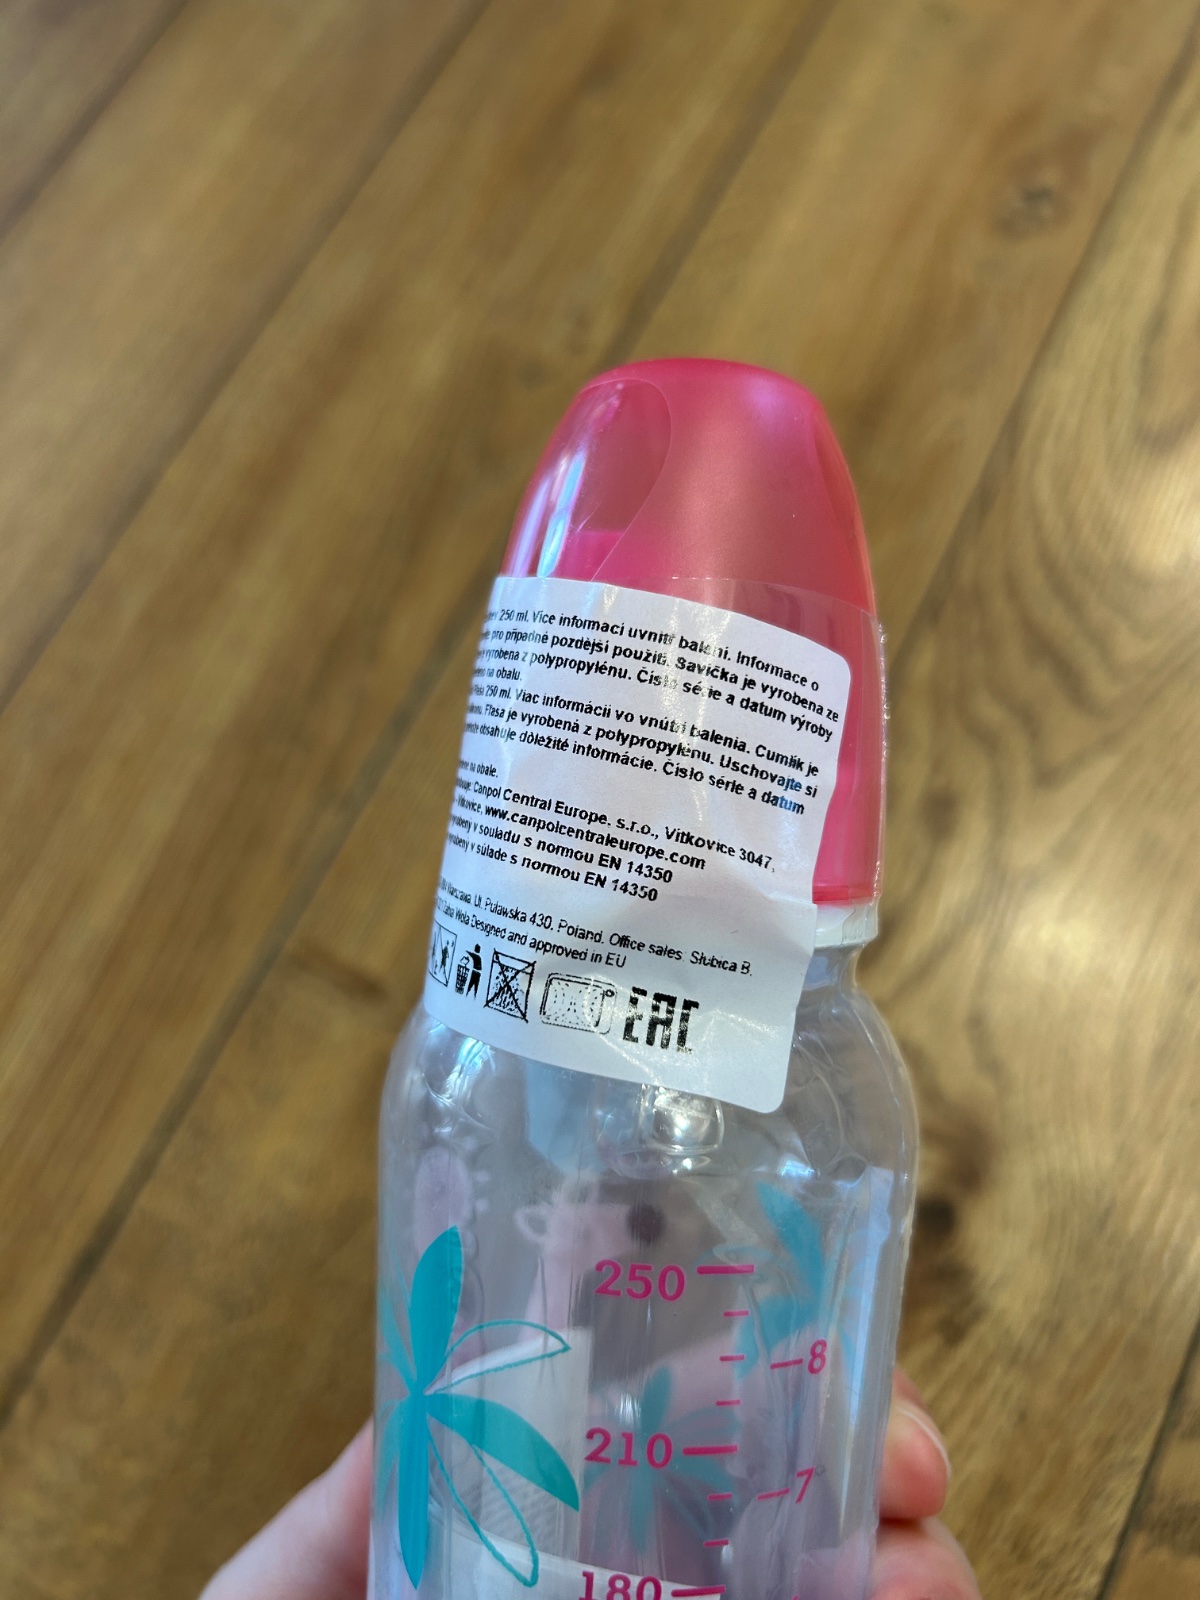 250 ml. Více informací uvnitř balení. Informace o
pro případné pozdější použití. Savička je vyrobena ze
vyrobena z polypropylénu. Číslo série a datum výroby
na obalu.
250 ml. Viac informácií vo vnútri balenia. Cumlík je
Fľaša je vyrobená z polypropylénu. Uschovajte si
obsahuje dôležité informácie. Číslo série a datum
na obale.
Canpol Central Europe, s.r.o., Vítkovice 3047,
Vítkovice, www.canpolcentraleurope.com
v souladu s normou EN 14350
v súlade s normou EN 14350
Warszawa, Ul. Puławska 430, Poland. Office sales: Słubica B,
Wola Designed and approved in EU
EAC
250
8
210
7
180